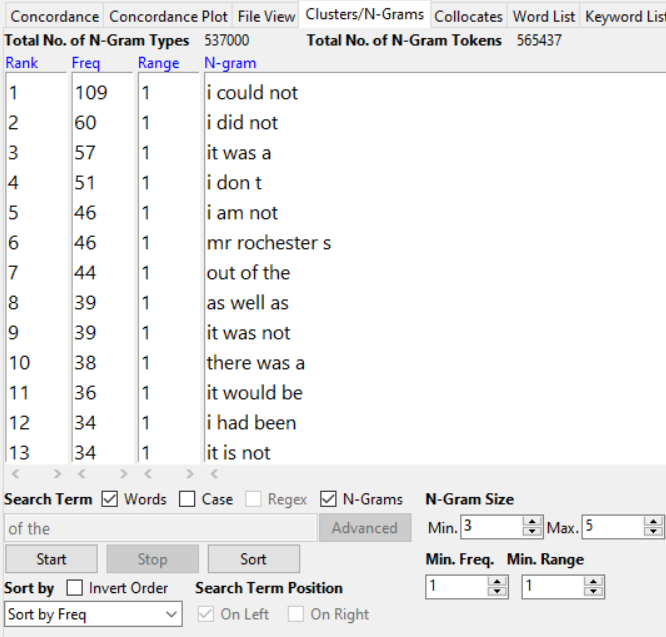 Concordance Concordance Plot File View Clusters/N-Grams Collocates Word List Keyword List
Total No. of N-Gram Types 537000 Total No. of N-Gram Tokens 565437
Rank Freq Range N-gram
1 109 1 i could not
2 60 1 i did not
3 57 1 it was a
4 51 1 i don t
5 46 1 i am not
6 46 1 mr rochester s
7 44 1 out of the
8 39 1 as well as
9 39 1 it was not
10 38 1 there was a
11 36 1 it would be
12 34 1 i had been
13 34 1 it is not
Search Term Words Case Regex N-Grams N-Gram Size
of the Advanced Min. 3 Max. 5
Start Stop Sort Min. Freq. Min. Range
Sort by Invert Order Search Term Position 1 1
Sort by Freq On Left On Right